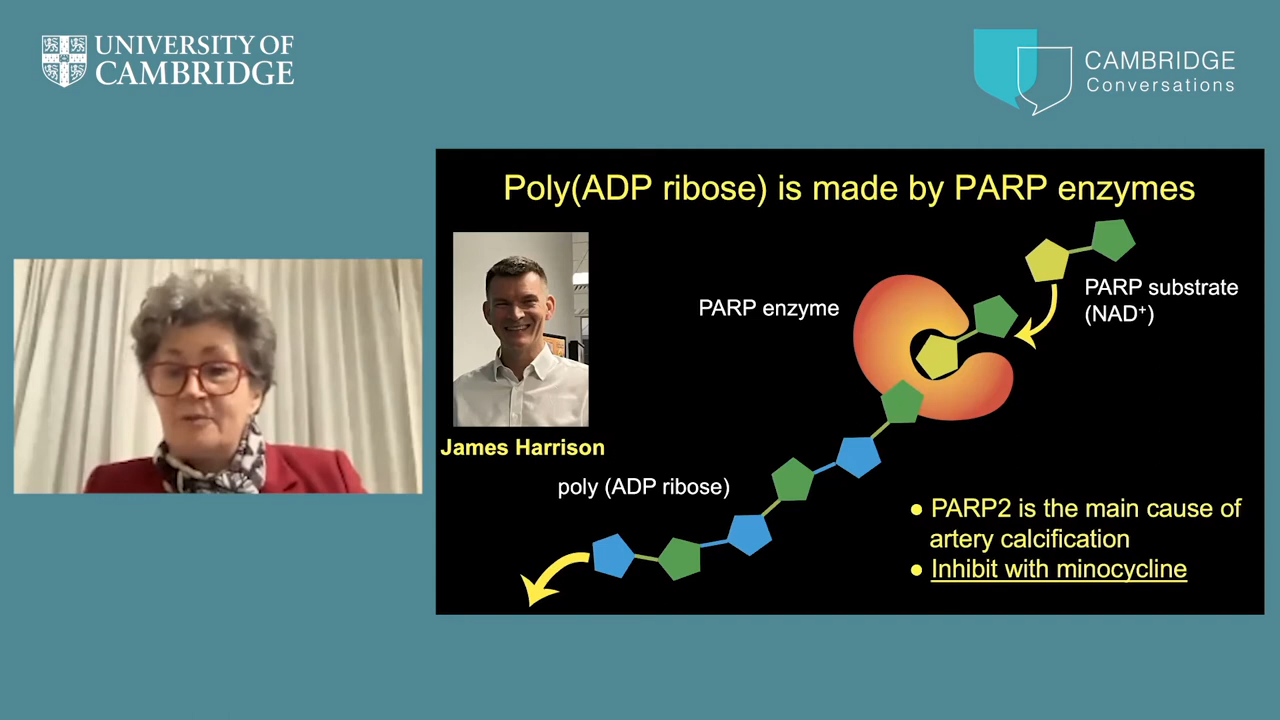 UNIVERSITY OF
CAMBRIDGE
CAMBRIDGE
Conversations
Poly(ADP ribose) is made by PARP enzymes
PARP enzyme
PARP substrate
(NAD⁺)
James Harrison
poly (ADP ribose)
● PARP2 is the main cause of
artery calcification
● Inhibit with minocycline